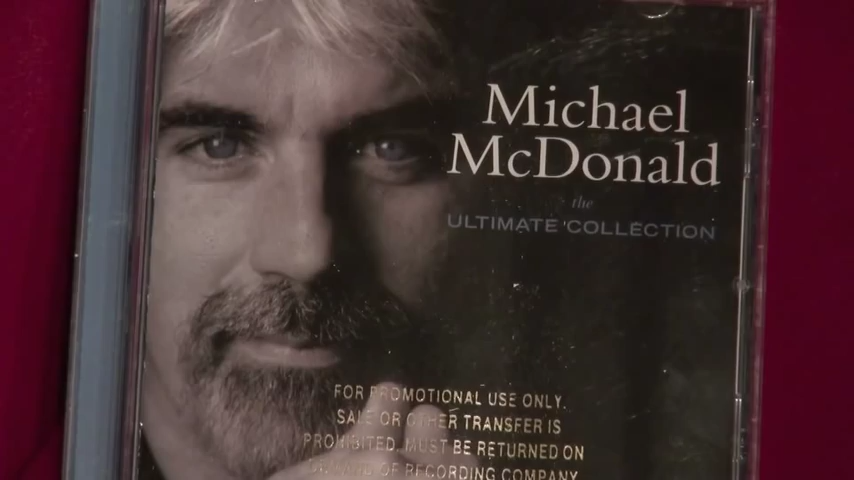 Michael
McDonald
the
ULTIMATE COLLECTION
FOR PROMOTIONAL USE ONLY.
SALE OR OTHER TRANSFER IS
PROHIBITED. MUST BE RETURNED ON
OF RECORDING COMPANY